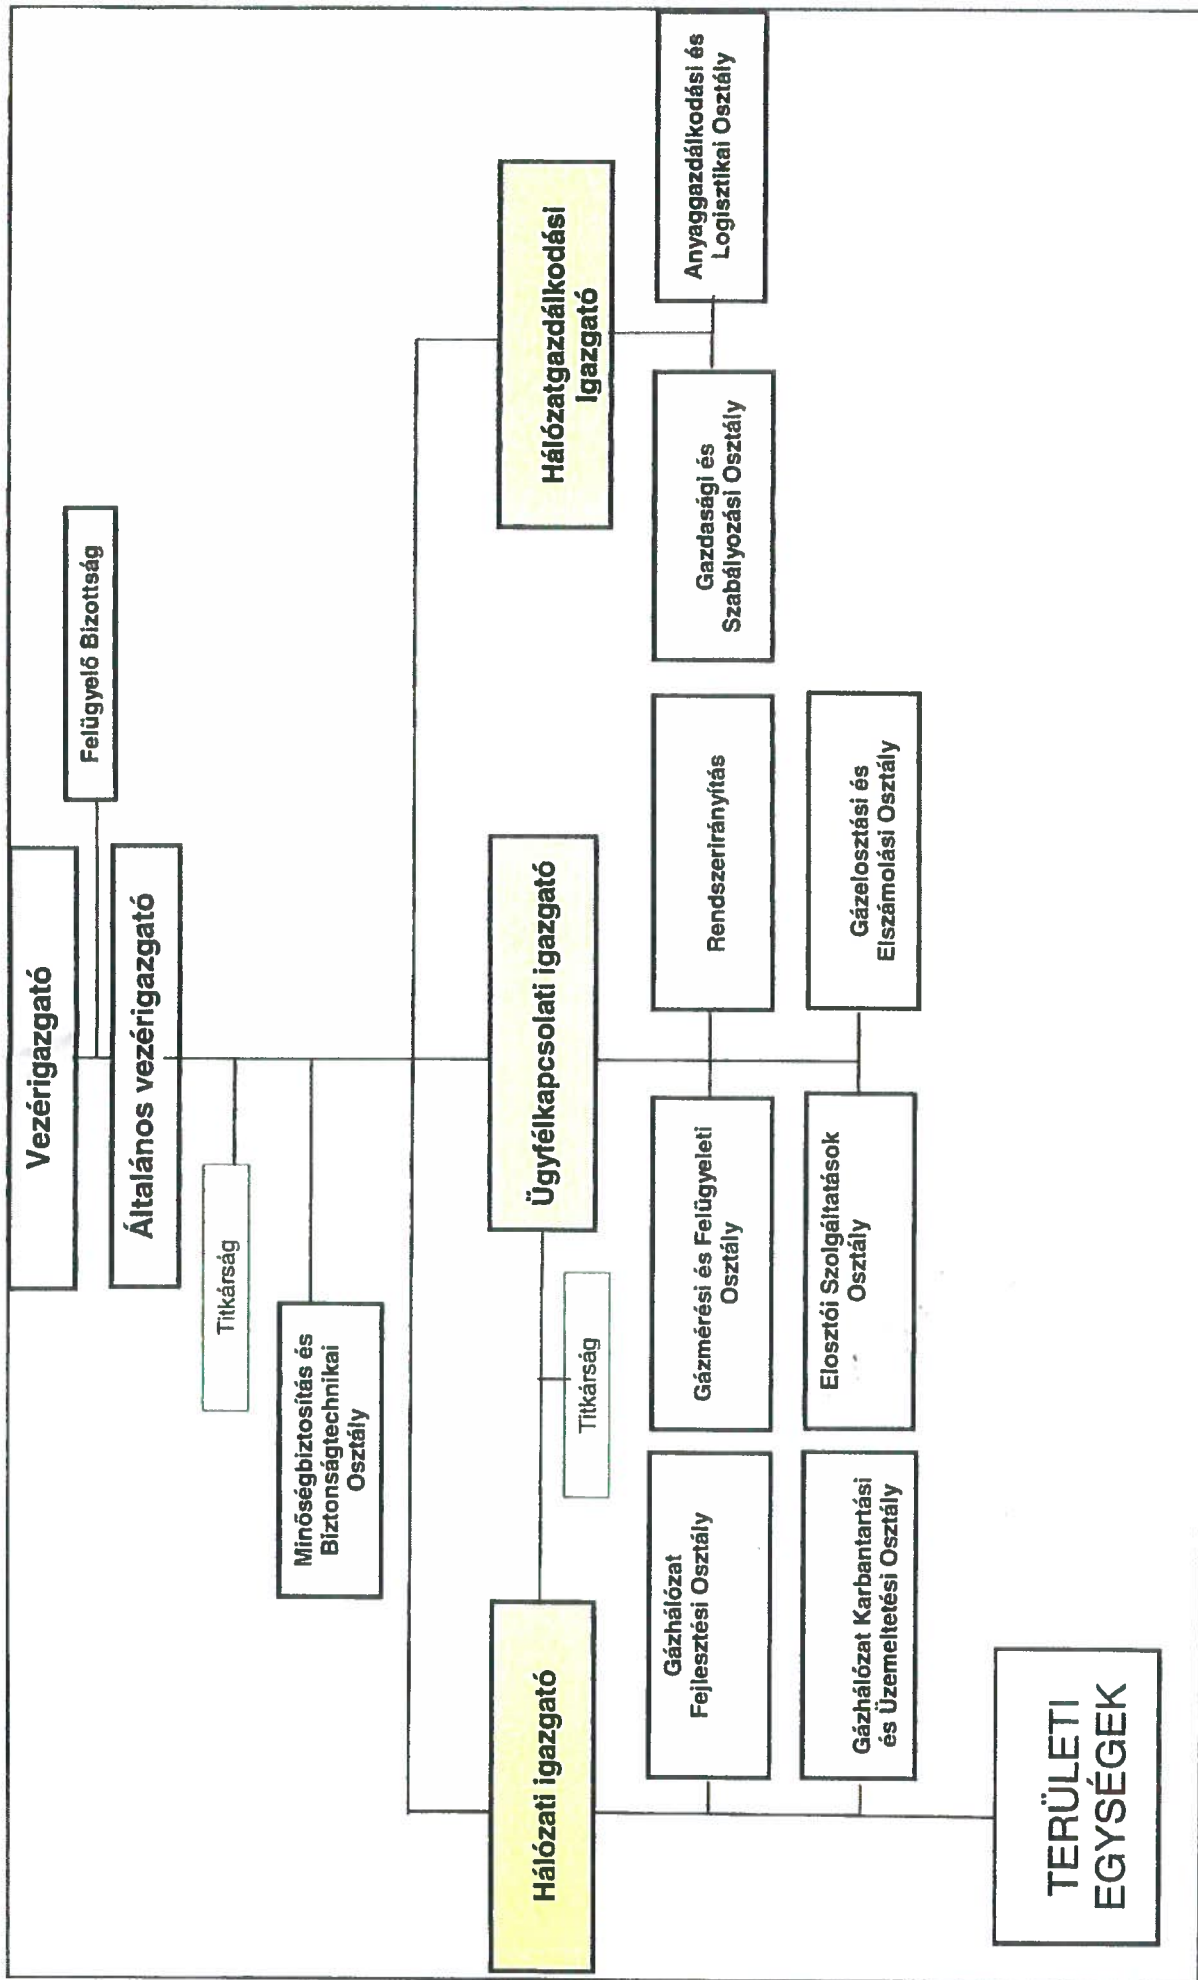 Vezérigazgató
Felügyelő Bizottság
Általános vezérigazgató
Titkárság
Minőségbiztosítás és
Biztonságtechnikai
Osztály
Hálózati igazgató
Ügyfélkapcsolati igazgató
Hálózatgazdálkodási
Igazgató
Titkárság
Gázhálózat
Fejlesztési Osztály
Gázmérési és Felügyeleti
Osztály
Rendszerirányítás
Gazdasági és
Szabályozási Osztály
Anyaggazdálkodási és
Logisztikai Osztály
Gázhálózat Karbantartási
és Üzemeltetési Osztály
Elosztói Szolgáltatások
Osztály
Gázelosztási és
Elszámolási Osztály
TERÜLETI
EGYSÉGEK